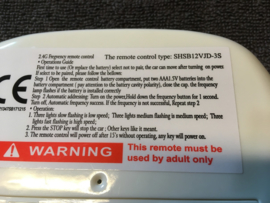 2.4G Frequency remote control The remote control type: SHSB12VJD-3S
• Operations Guide
First time to use (Or replace the battery) select not to pair, the car can move after turning on power
If select to be paired, please follow the following:
Step 1: Open the remote control battery compartment, put two AAA1.5V batteries into the
battery compartment ( pay attention to the battery cavity polarity), close the cap, the frequency
lamp flashes if the battery is installed correctly
Step 2: Automatic matching: Turn on the power,Hold down the frequency button for 1 second.
Turn off. Automatic frequency success. If the frequency is not successful, Repeat step 2
• Operation:
1. Three lights slow flashing is low speed; Three lights medium flashing is medium speed; Three
lights fast flashing is high speed;
2. Press the STOP key will stop the car ; Other keys like it meant.
3. The remote control will power off after 15's without operating, any key will power on.
CE
WARNING This remote must be
used by adult only